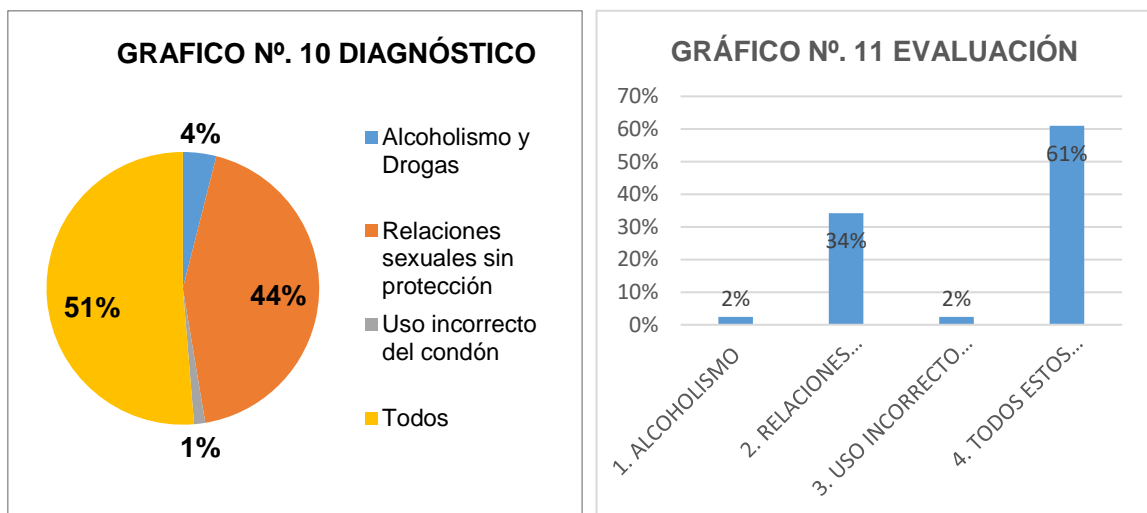 GRAFICO Nº. 10 DIAGNÓSTICO
4%
44%
1%
51%
Alcoholismo y
Drogas
Relaciones
sexuales sin
protección
Uso incorrecto
del condón
Todos
GRÁFICO Nº. 11 EVALUACIÓN
70%
60%
50%
40%
30%
20%
10%
0%
2%
34%
2%
61%
1. ALCOHOLISMO
2. RELACIONES...
3. USO INCORRECTO...
4. TODOS ESTOS...